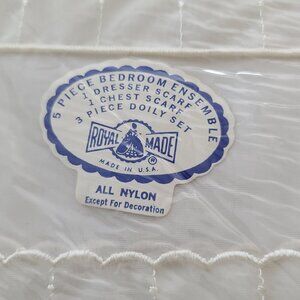 5 PIECE BEDROOM ENSEMBLE
1 DRESSER SCARF
1 CHEST SCARF
3 PIECE DOILY SET
ROYAL MADE
®
MADE IN U.S.A.
ALL NYLON
Except For Decoration